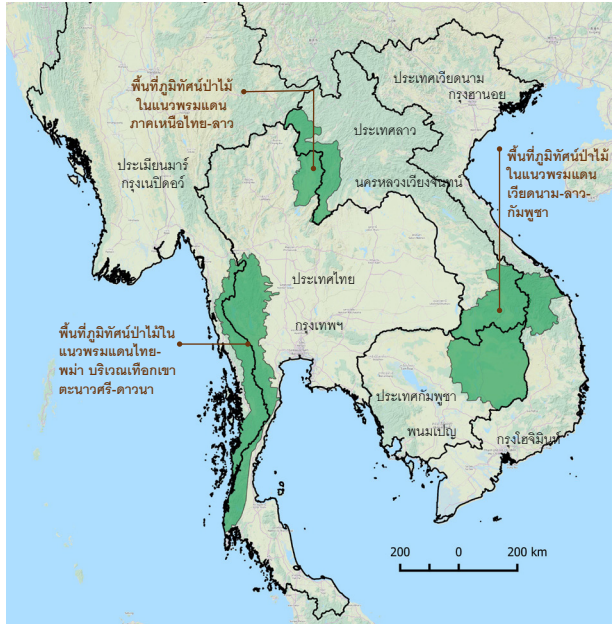 พื้นที่ภูมิทัศน์ป่าไม้
ในแนวพรมแดน
ภาคเหนือไทย-ลาว
ประเทศเวียดนาม
กรุงฮานอย
ประเทศลาว
ประเมียนมาร์
กรุงเนปิดอว์
นครหลวงเวียงจันทน์
พื้นที่ภูมิทัศน์ป่าไม้
ในแนวพรมแดน
เวียดนาม-ลาว-
กัมพูชา
ประเทศไทย
กรุงเทพฯ
พื้นที่ภูมิทัศน์ป่าไม้ใน
แนวพรมแดนไทย-
พม่า บริเวณเทือกเขา
ตะนาวศรี-ดาวนา
ประเทศกัมพูชา
พนมเปญ
กรุงโฮจิมินห์
200 0 200 km